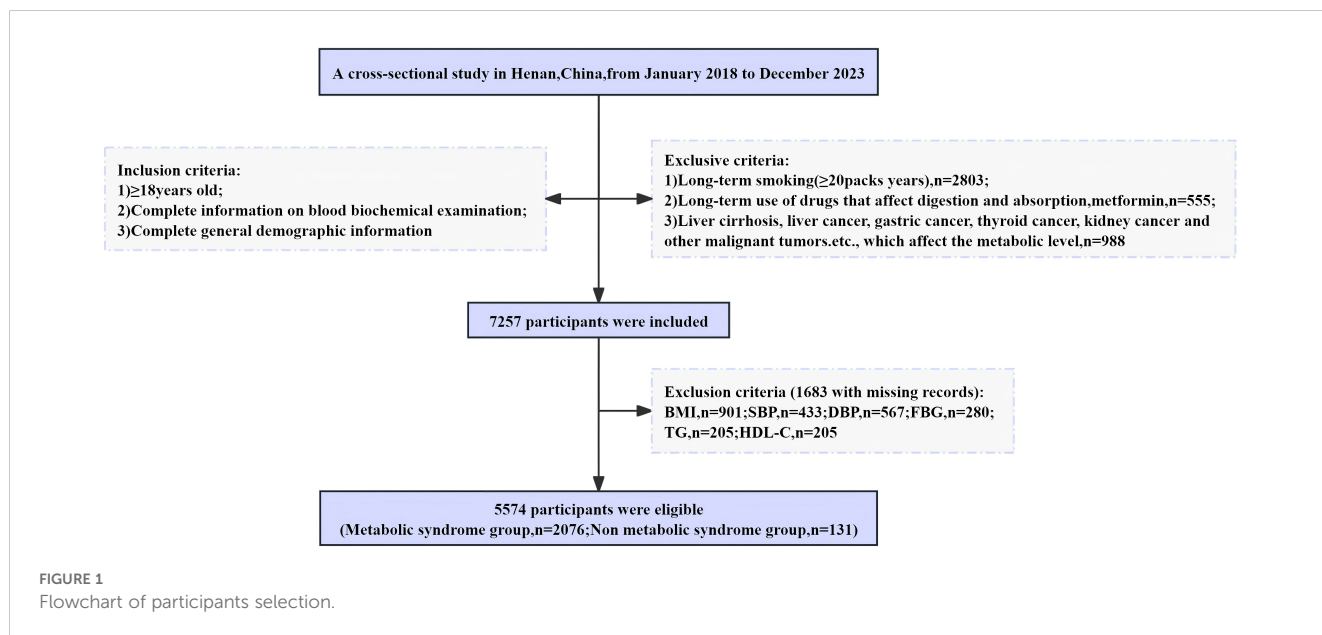 A cross-sectional study in Henan,China,from January 2018 to December 2023
Inclusion criteria:
1)≥18years old;
2)Complete information on blood biochemical examination;
3)Complete general demographic information
Exclusive criteria:
1)Long-term smoking(≥20packs years),n=2803;
2)Long-term use of drugs that affect digestion and absorption,metformin,n=555;
3)Liver cirrhosis, liver cancer, gastric cancer, thyroid cancer, kidney cancer and
other malignant tumors.etc., which affect the metabolic level,n=988
7257 participants were included
Exclusion criteria (1683 with missing records):
BMI,n=901;SBP,n=433;DBP,n=567;FBG,n=280;
TG,n=205;HDL-C,n=205
5574 participants were eligible
(Metabolic syndrome group,n=2076;Non metabolic syndrome group,n=131)
FIGURE 1
Flowchart of participants selection.